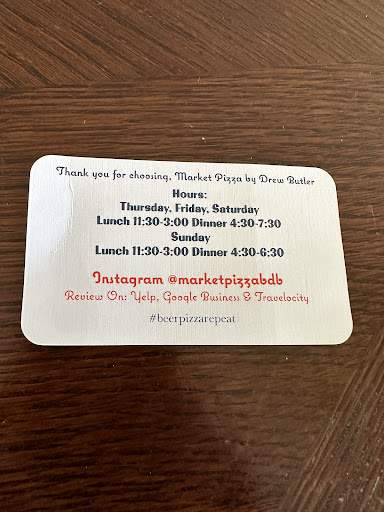 Thank you for choosing, Market Pizza by Drew Butler
Hours:
Thursday, Friday, Saturday
Lunch 11:30-3:00 Dinner 4:30-7:30
Sunday
Lunch 11:30-3:00 Dinner 4:30-6:30
Instagram @marketpizzabdb
Review On: Yelp, Google Business & Travelocity
#beerpizzarepeat